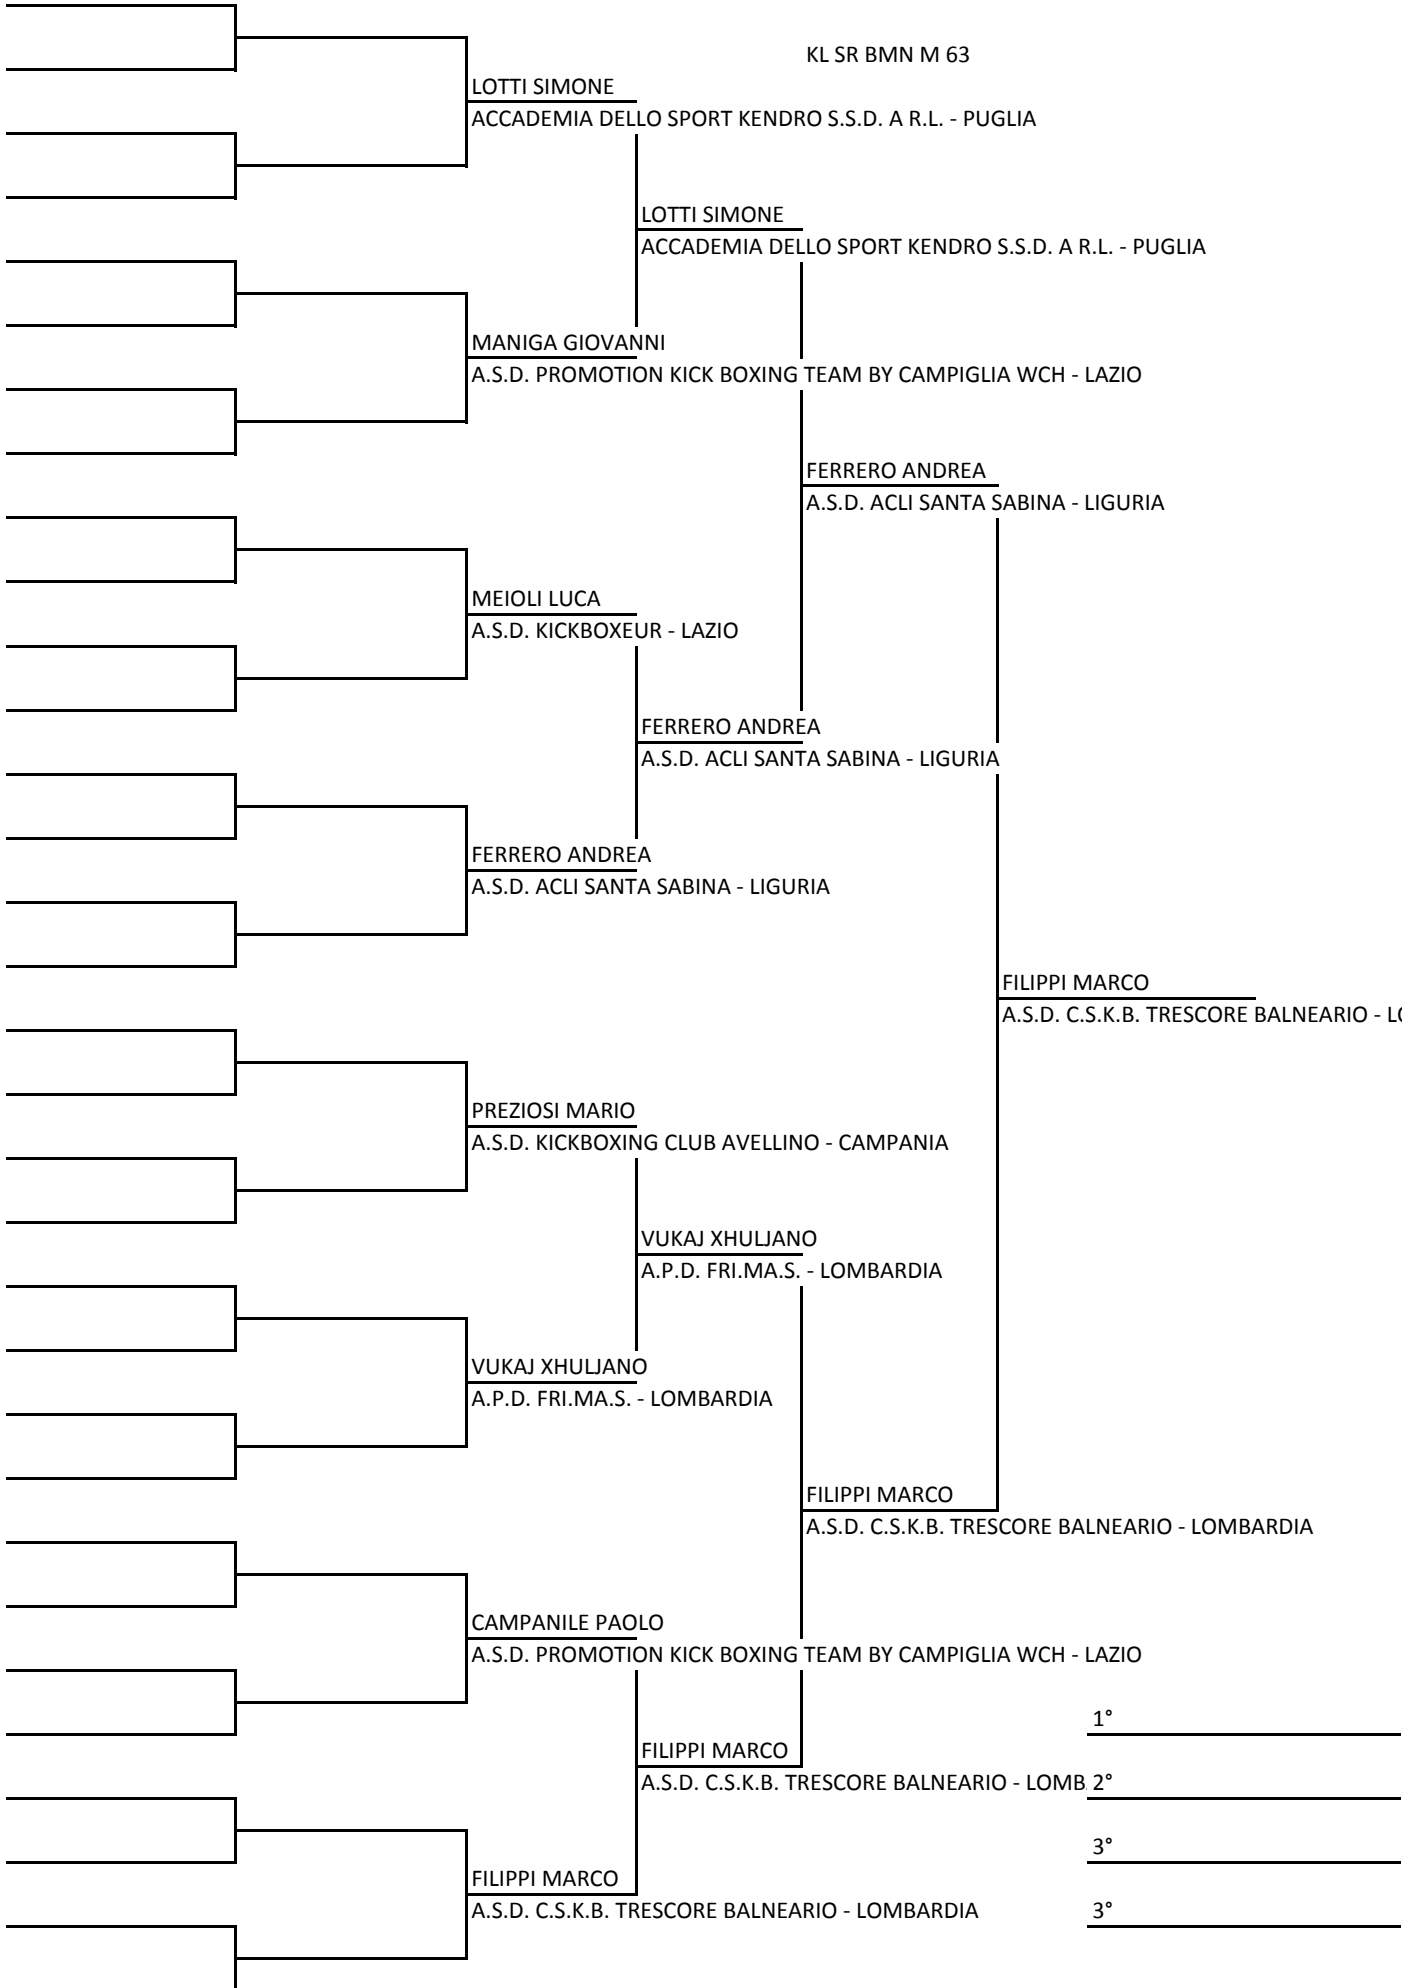 KL SR BMN M 63
LOTTI SIMONE
ACCADEMIA DELLO SPORT KENDRO S.S.D. A R.L. - PUGLIA
LOTTI SIMONE
ACCADEMIA DELLO SPORT KENDRO S.S.D. A R.L. - PUGLIA
MANIGA GIOVANNI
A.S.D. PROMOTION KICK BOXING TEAM BY CAMPIGLIA WCH - LAZIO
FERRERO ANDREA
A.S.D. ACLI SANTA SABINA - LIGURIA
MEIOLI LUCA
A.S.D. KICKBOXEUR - LAZIO
FERRERO ANDREA
A.S.D. ACLI SANTA SABINA - LIGURIA
FERRERO ANDREA
A.S.D. ACLI SANTA SABINA - LIGURIA
FILIPPI MARCO
A.S.D. C.S.K.B. TRESCORE BALNEARIO - LO
PREZIOSI MARIO
A.S.D. KICKBOXING CLUB AVELLINO - CAMPANIA
VUKAJ XHULJANO
A.P.D. FRI.MA.S. - LOMBARDIA
VUKAJ XHULJANO
A.P.D. FRI.MA.S. - LOMBARDIA
FILIPPI MARCO
A.S.D. C.S.K.B. TRESCORE BALNEARIO - LOMBARDIA
CAMPANILE PAOLO
A.S.D. PROMOTION KICK BOXING TEAM BY CAMPIGLIA WCH - LAZIO
1°
FILIPPI MARCO
A.S.D. C.S.K.B. TRESCORE BALNEARIO - LOMB
2°
3°
FILIPPI MARCO
A.S.D. C.S.K.B. TRESCORE BALNEARIO - LOMBARDIA
3°